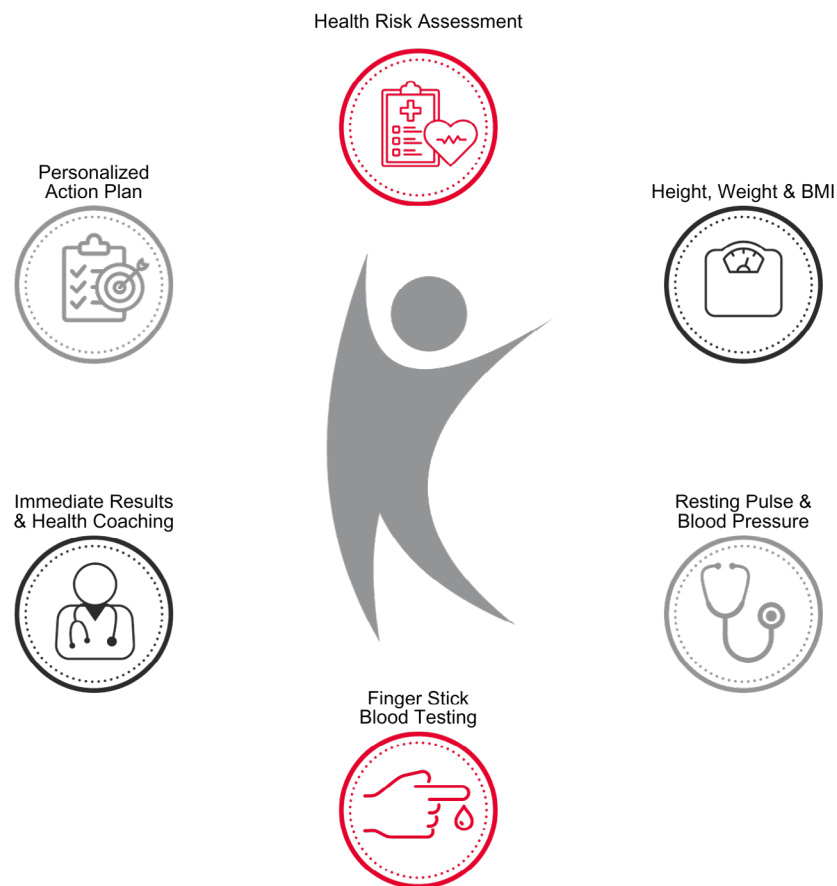 Health Risk Assessment
Height, Weight & BMI
Resting Pulse &
Blood Pressure
Finger Stick
Blood Testing
Immediate Results
& Health Coaching
Personalized
Action Plan